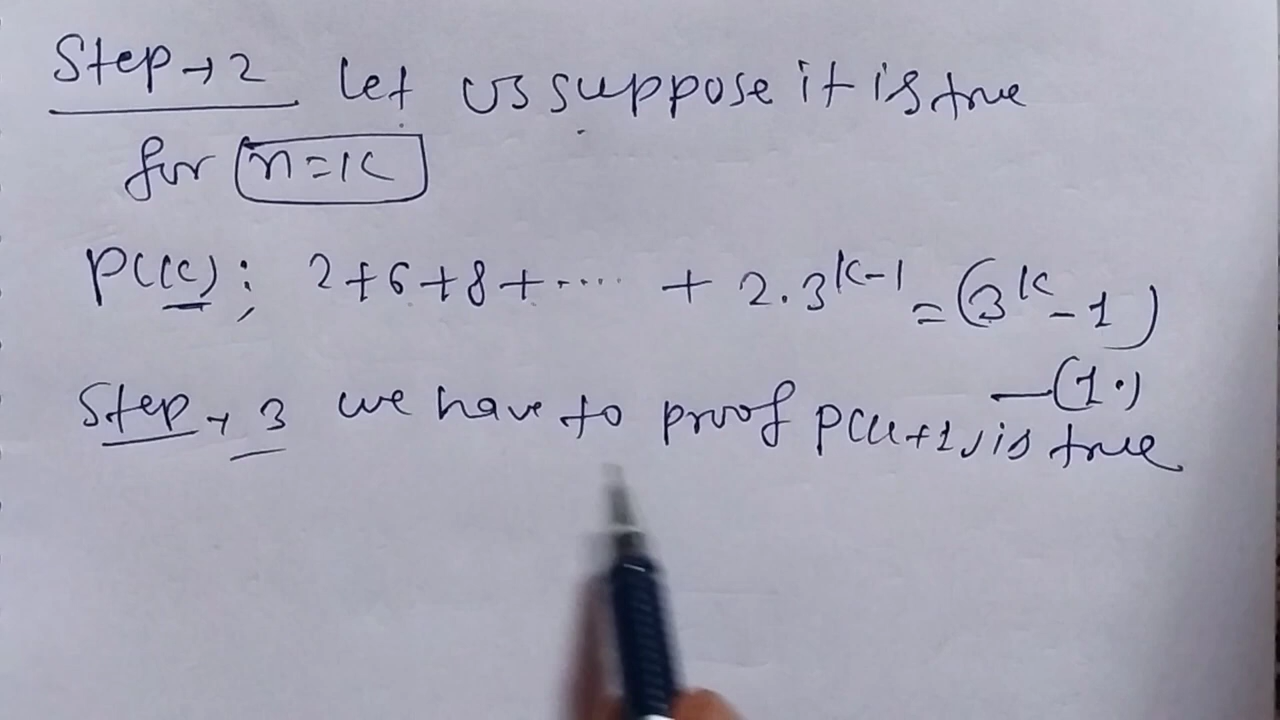 Step → 2 let us suppose it is true
for n=k
P(k); 2+6+8+..... + 2.3^{k-1} = (3^k - 1)
—(1.)
Step → 3 we have to proof P(k+1) is true